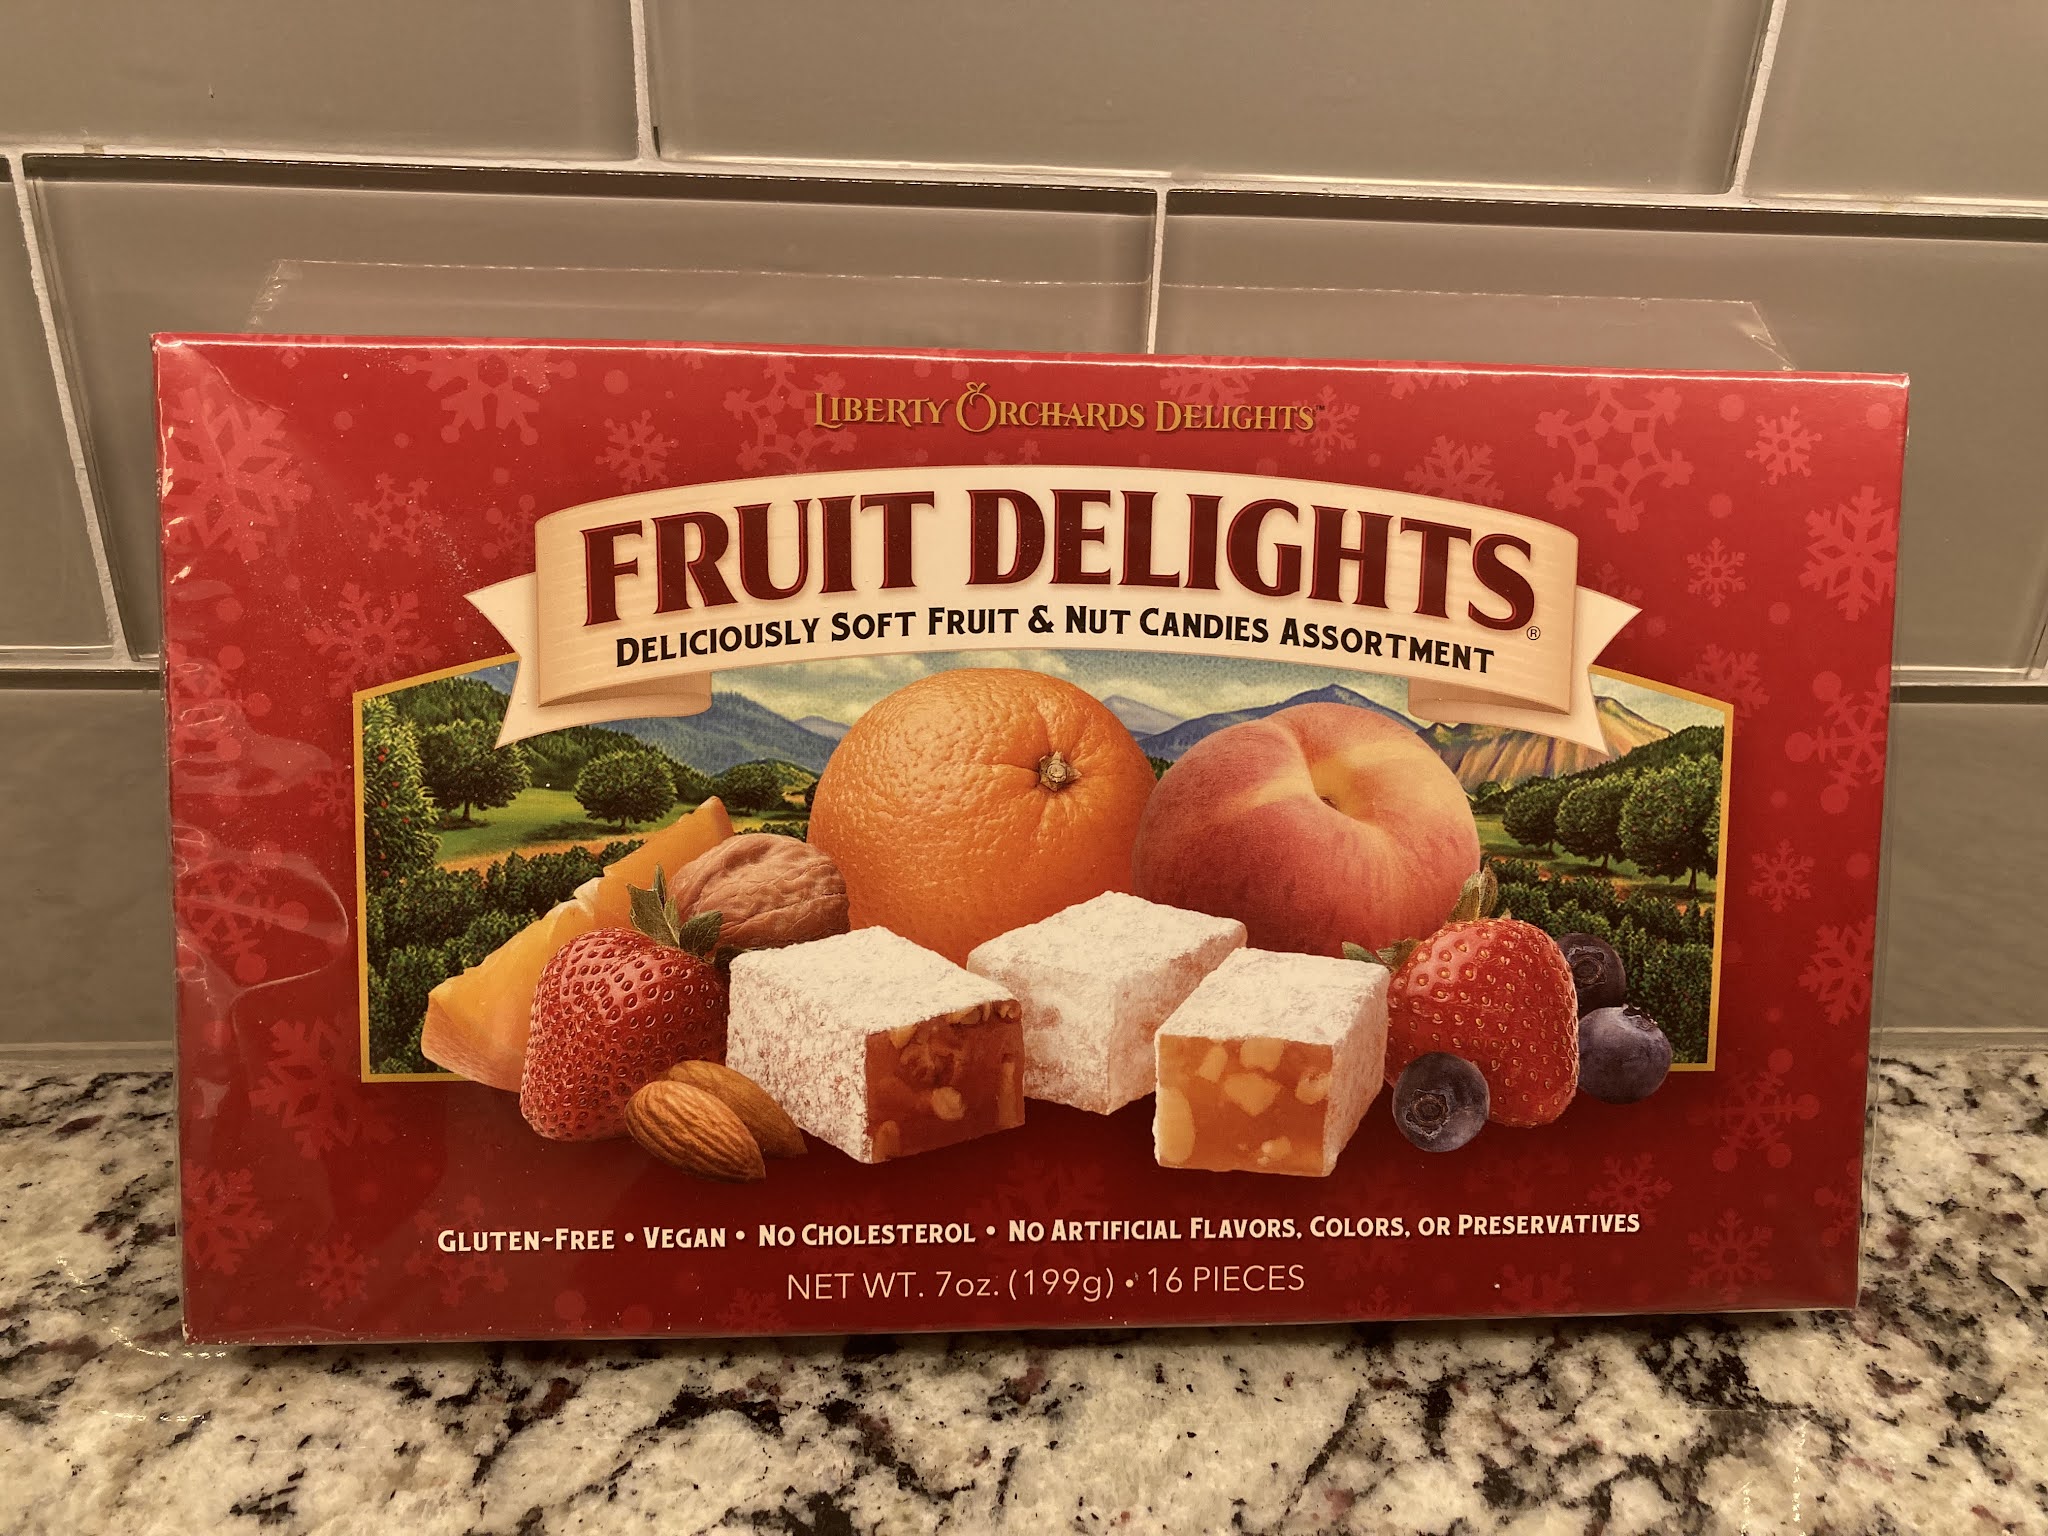 LIBERTY ORCHARDS DELIGHTS™
FRUIT DELIGHTS®
DELICIOUSLY SOFT FRUIT & NUT CANDIES ASSORTMENT
GLUTEN-FREE • VEGAN • NO CHOLESTEROL • NO ARTIFICIAL FLAVORS, COLORS, OR PRESERVATIVES
NET WT. 7oz. (199g) • 16 PIECES